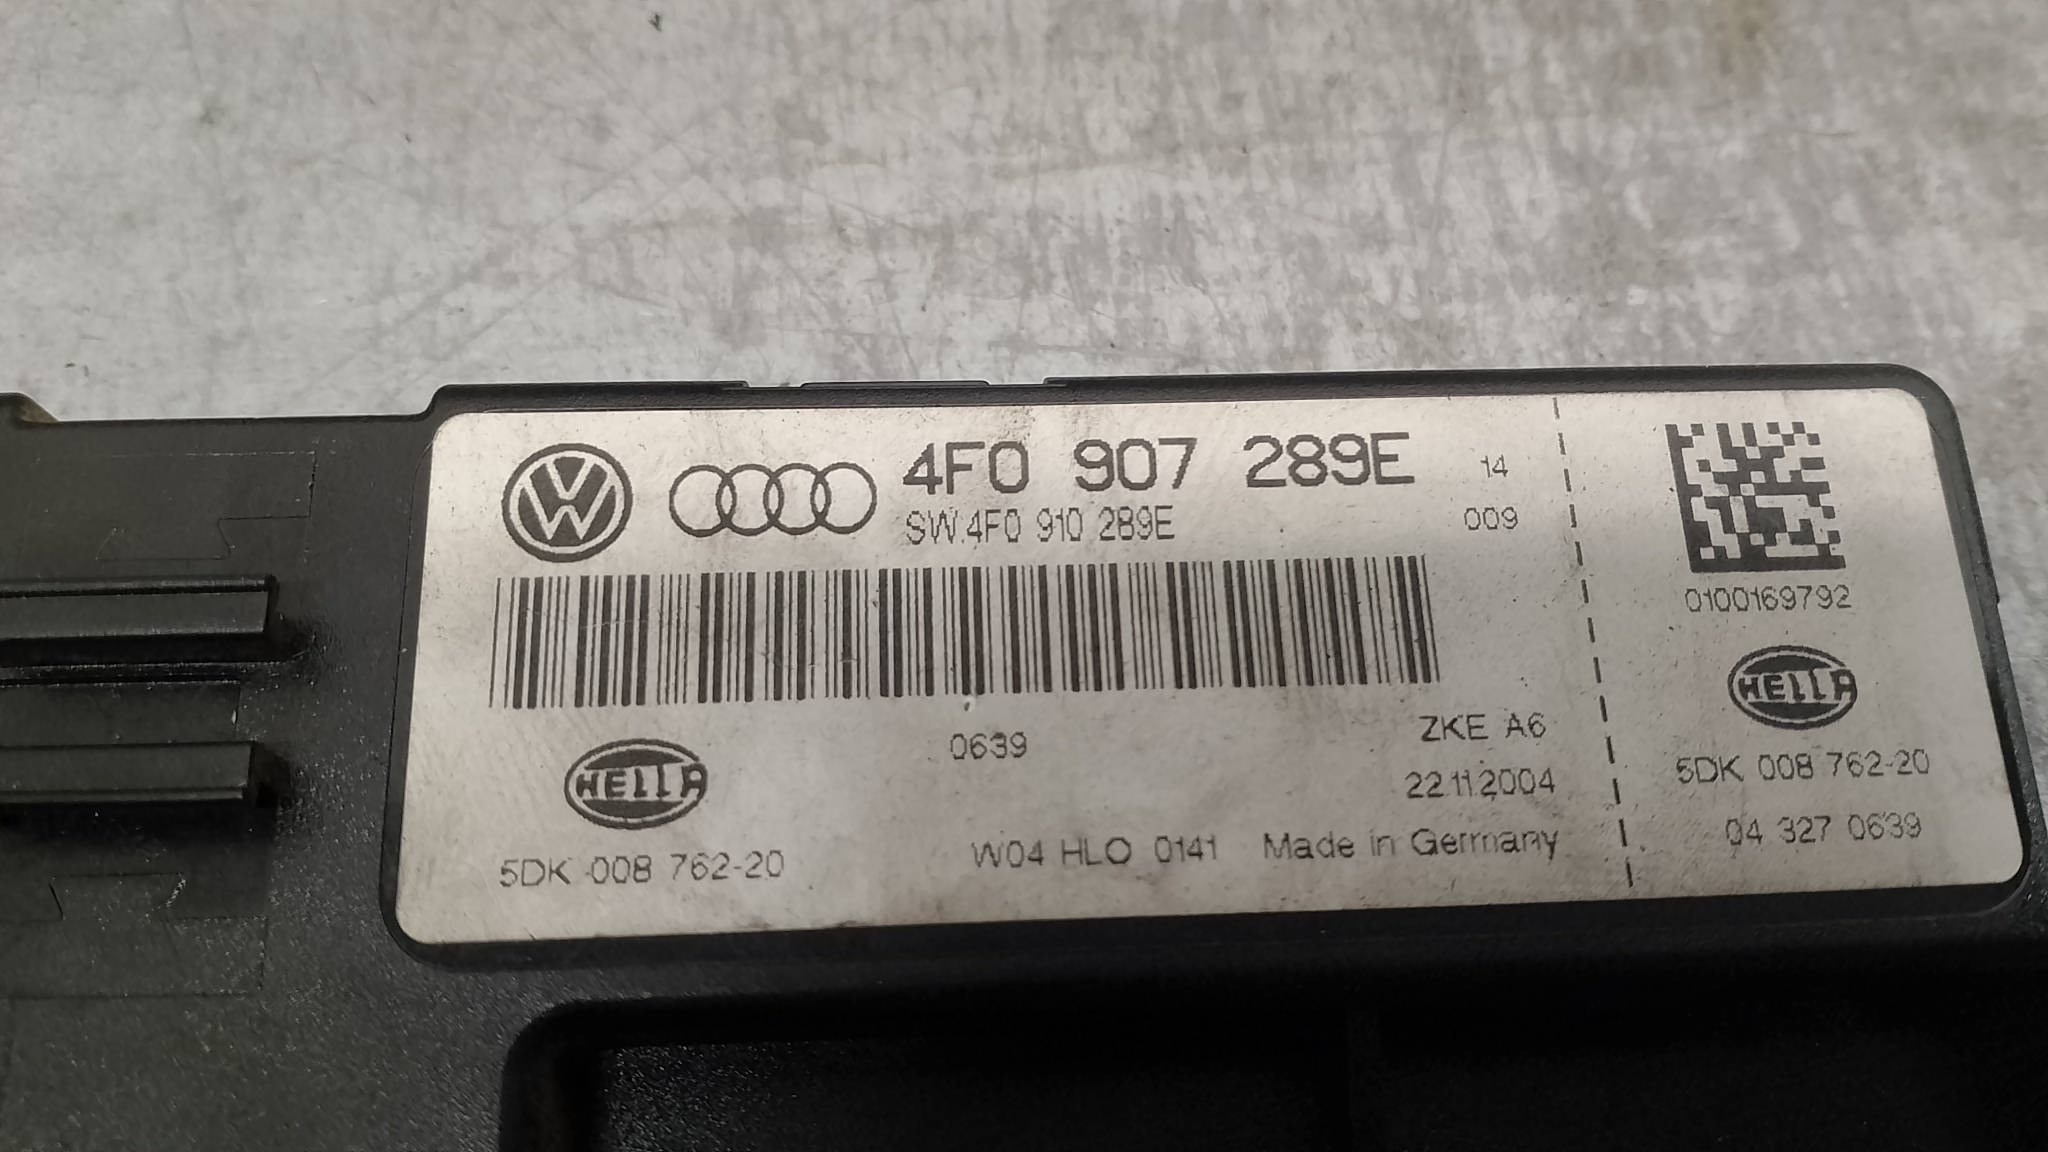 4F0 907 289E 14
SW.4F0 910 289E 009
0639
ZKE A6
22.11.2004
HELLA
5DK 008 762-20
W04 HLO 0141 Made in Germany
0100169792
HELLA
5DK 008 762-20
04 327 0639